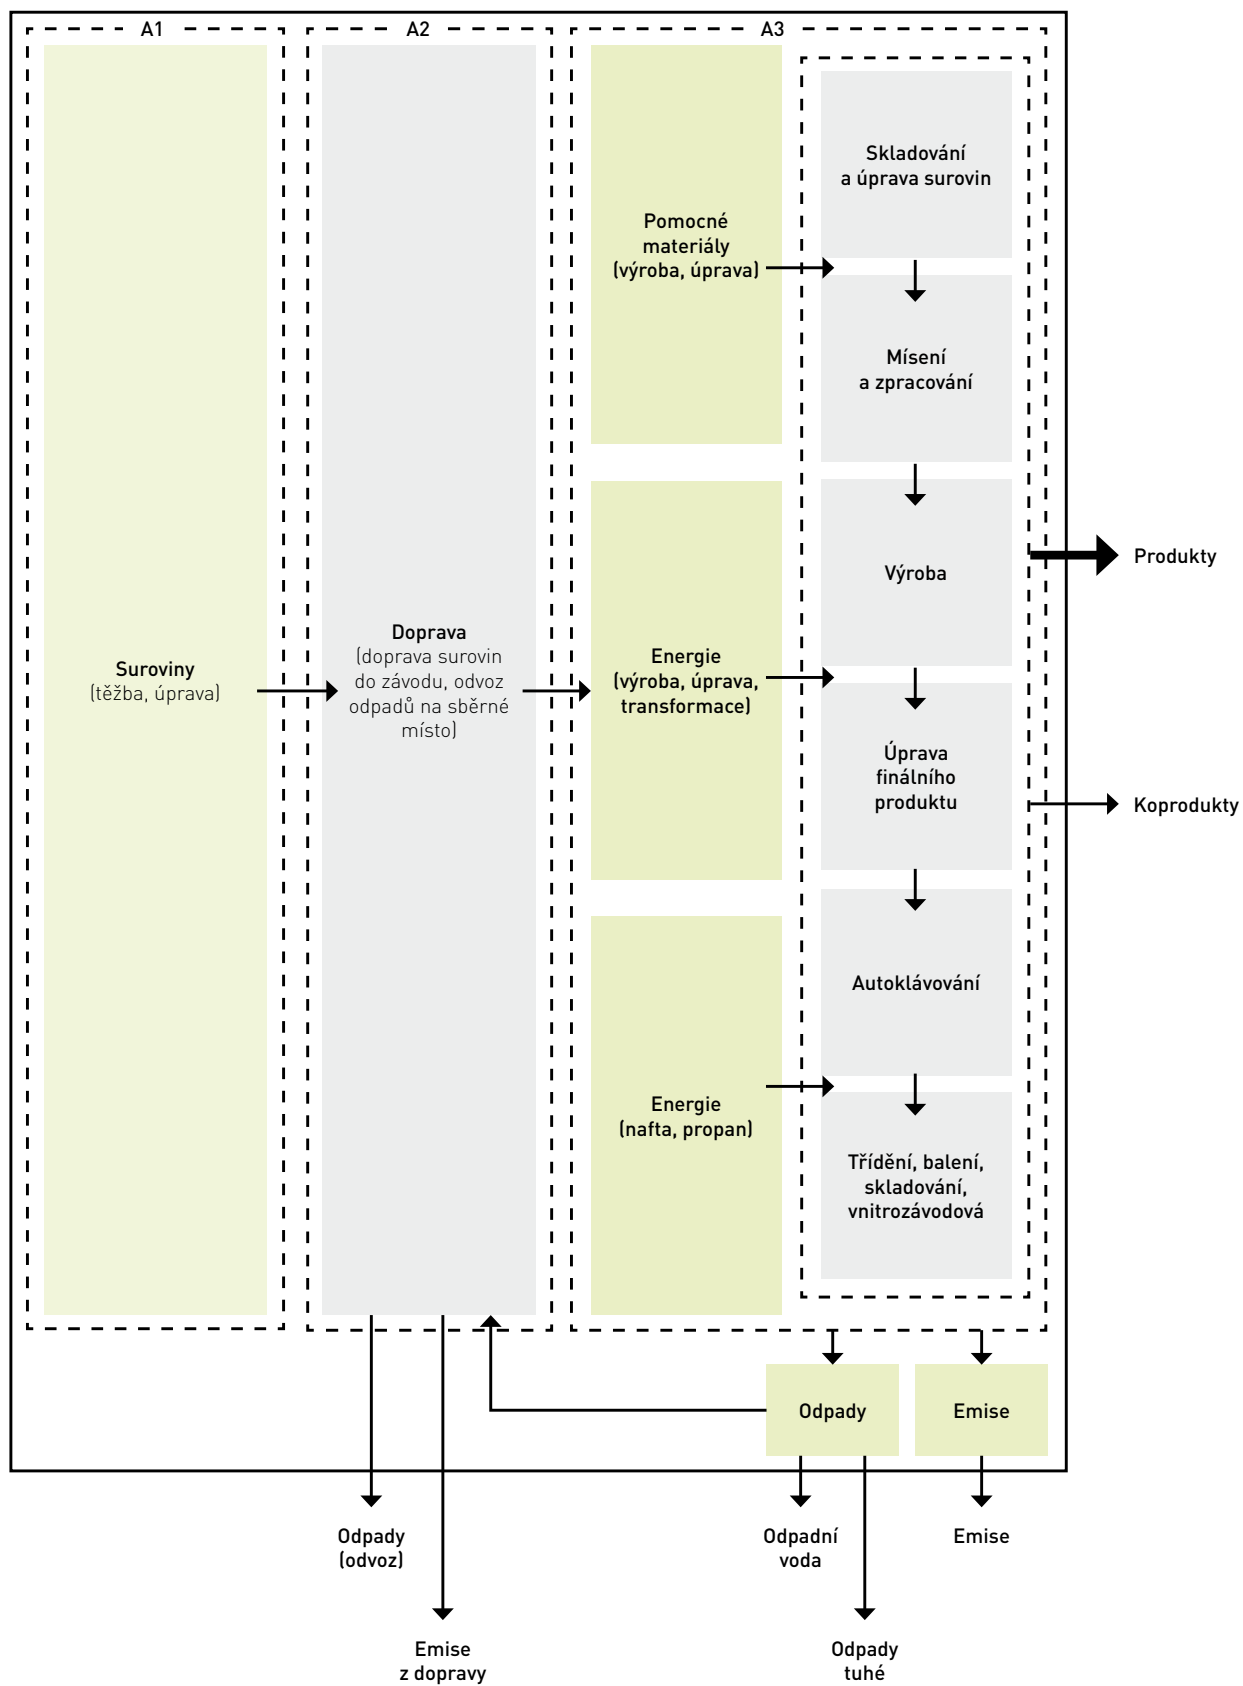 A1
A2
A3
Suroviny
(těžba, úprava)
Doprava
(doprava surovin
do závodu, odvoz
odpadů na sběrné
místo)
Pomocné
materiály
(výroba, úprava)
Energie
(výroba, úprava,
transformace)
Energie
(nafta, propan)
Skladování
a úprava surovin
Mísení
a zpracování
Výroba
Úprava
finálního
produktu
Autoklávování
Třídění, balení,
skladování,
vnitrozávodová
Produkty
Koprodukty
Odpady
Emise
Odpady
(odvoz)
Emise
z dopravy
Odpadní
voda
Odpady
tuhé
Emise